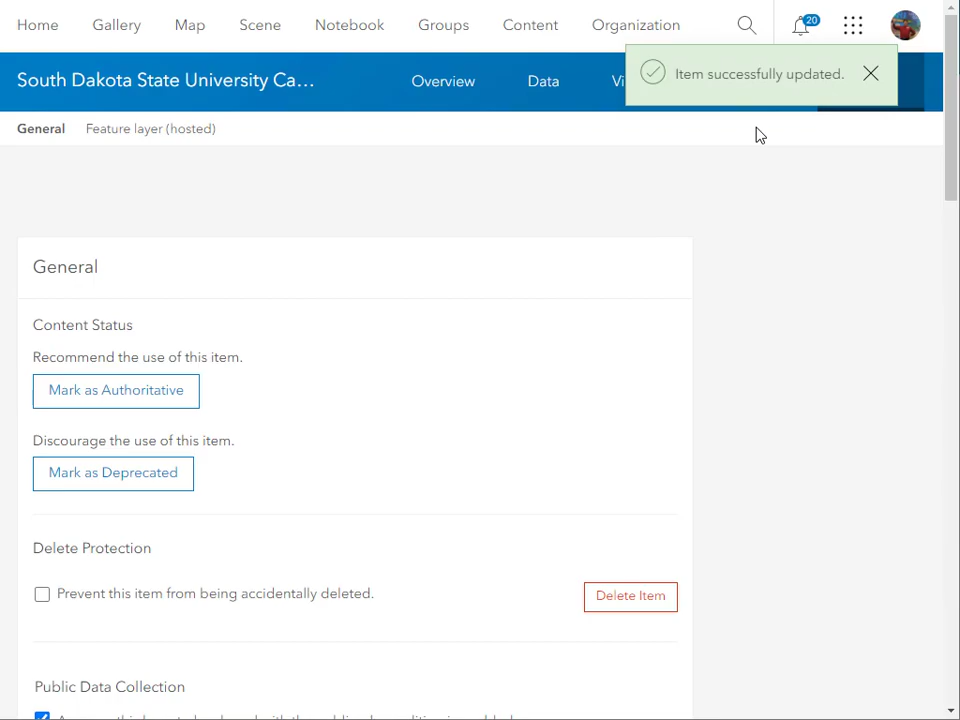 Home Gallery Map Scene Notebook Groups Content Organization 20
South Dakota State University Ca... Overview Data Vi
Item successfully updated.
General Feature layer (hosted)
General
Content Status
Recommend the use of this item.
Mark as Authoritative
Discourage the use of this item.
Mark as Deprecated
Delete Protection
Prevent this item from being accidentally deleted.
Delete Item
Public Data Collection